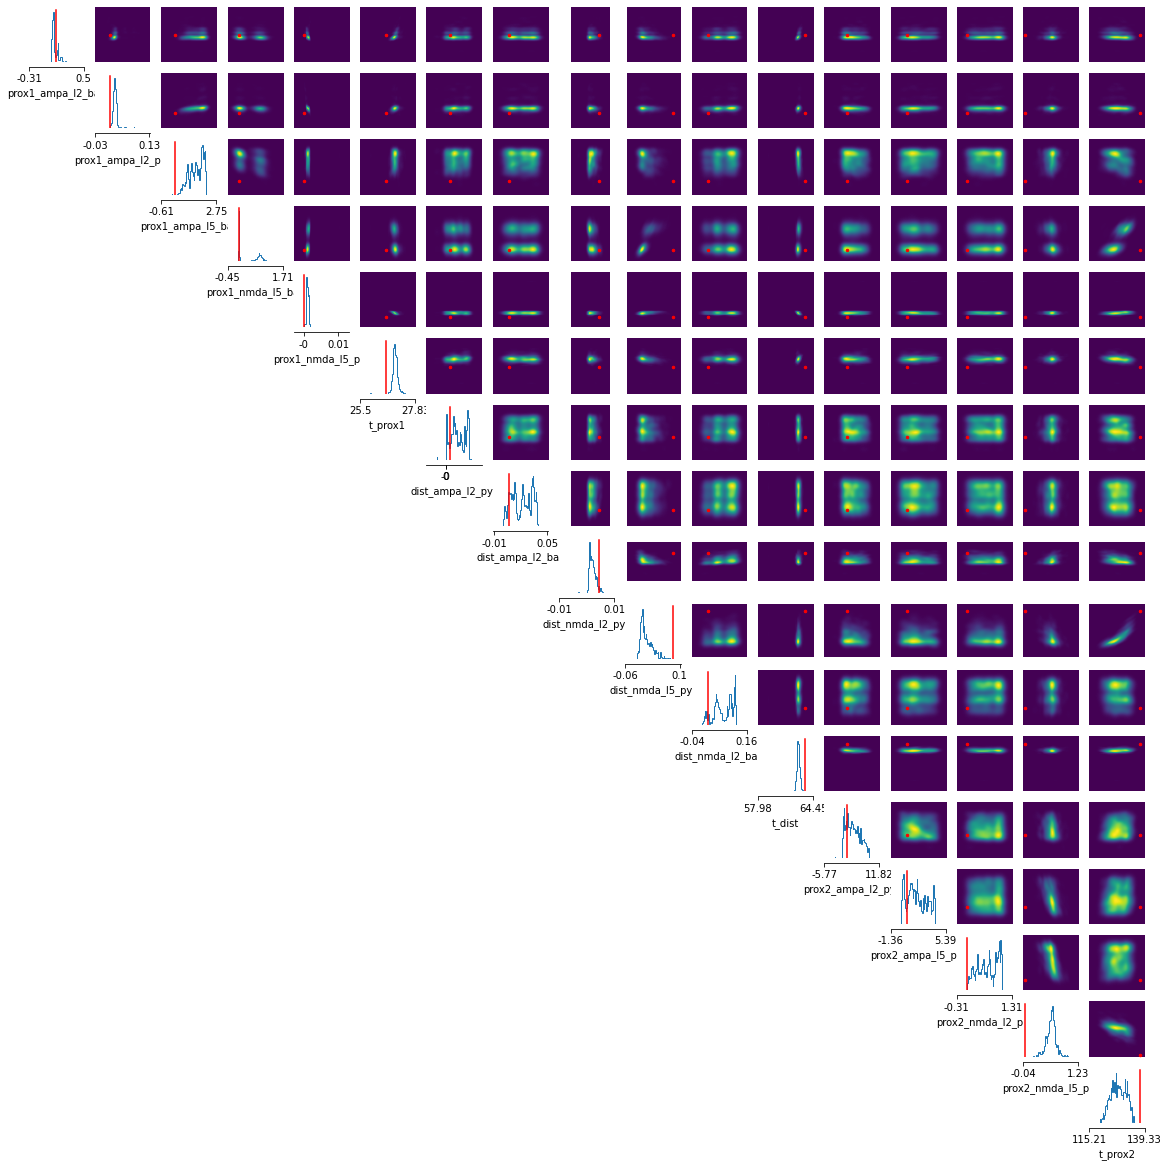 -0.31 0.5
prox1_ampa_l2_ba
-0.03 0.13
prox1_ampa_l2_p
-0.61 2.75
prox1_ampa_l5_ba
-0.45 1.71
prox1_nmda_l5_b
-0 0.01
prox1_nmda_l5_p
25.5 27.83
t_prox1
-0
dist_ampa_l2_py
-0.01 0.05
dist_ampa_l2_ba
-0.01 0.01
dist_nmda_l2_py
-0.06 0.1
dist_nmda_l5_py
-0.04 0.16
dist_nmda_l2_ba
57.98 64.45
t_dist
-5.77 11.82
prox2_ampa_l2_py
-1.36 5.39
prox2_ampa_l5_p
-0.31 1.31
prox2_nmda_l2_p
-0.04 1.23
prox2_nmda_l5_p
115.21 139.33
t_prox2